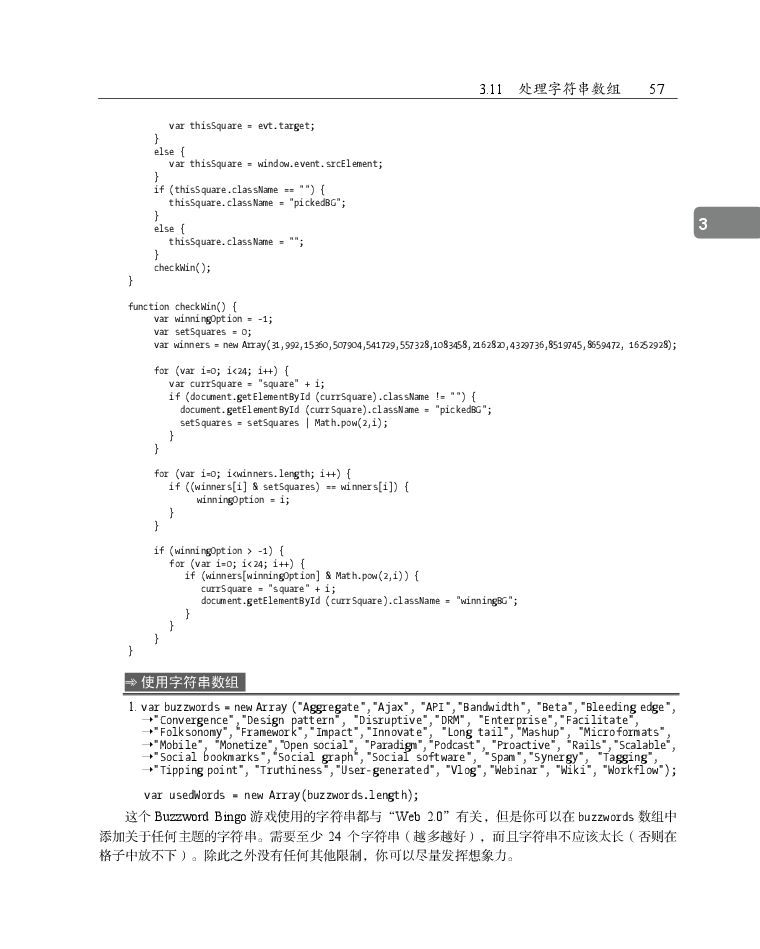 3.11 处理字符串数组 57
var thisSquare = evt.target;
}
else {
var thisSquare = window.event.srcElement;
}
if (thisSquare.className == "") {
thisSquare.className = "pickedBG";
}
else {
thisSquare.className = "";
}
checkWin();
}
3
function checkWin() {
var winningOption = -1;
var setSquares = 0;
var winners = new Array(31,992,15360,507904,541729,557328,1083458,2162820,4329736,8519745,8659472, 16252928);
for (var i=0; i<24; i++) {
var currSquare = "square" + i;
if (document.getElementById (currSquare).className != "") {
document.getElementById (currSquare).className = "pickedBG";
setSquares = setSquares | Math.pow(2,i);
}
}
for (var i=0; i<winners.length; i++) {
if ((winners[i] & setSquares) == winners[i]) {
winningOption = i;
}
}
if (winningOption > -1) {
for (var i=0; i<24; i++) {
if (winners[winningOption] & Math.pow(2,i)) {
currSquare = "square" + i;
document.getElementById (currSquare).className = "winningBG";
}
}
}
}
⇒ 使用字符串数组
1. var buzzwords = new Array ("Aggregate","Ajax", "API","Bandwidth", "Beta","Bleeding edge",
→"Convergence","Design pattern", "Disruptive","DRM", "Enterprise","Facilitate",
→"Folksonomy","Framework","Impact","Innovate", "Long tail","Mashup", "Microformats",
→"Mobile", "Monetize","Open social", "Paradigm","Podcast", "Proactive", "Rails","Scalable",
→"Social bookmarks","Social graph","Social software", "Spam","Synergy", "Tagging",
→"Tipping point", "Truthiness","User-generated", "Vlog","Webinar", "Wiki", "Workflow");
var usedWords = new Array(buzzwords.length);
这个 Buzzword Bingo 游戏使用的字符串都与“Web 2.0”有关，但是你可以在 buzzwords 数组中
添加关于任何主题的字符串。需要至少 24 个字符串（越多越好），而且字符串不应该太长（否则在
格子中放不下）。除此之外没有任何其他限制，你可以尽量发挥想象力。